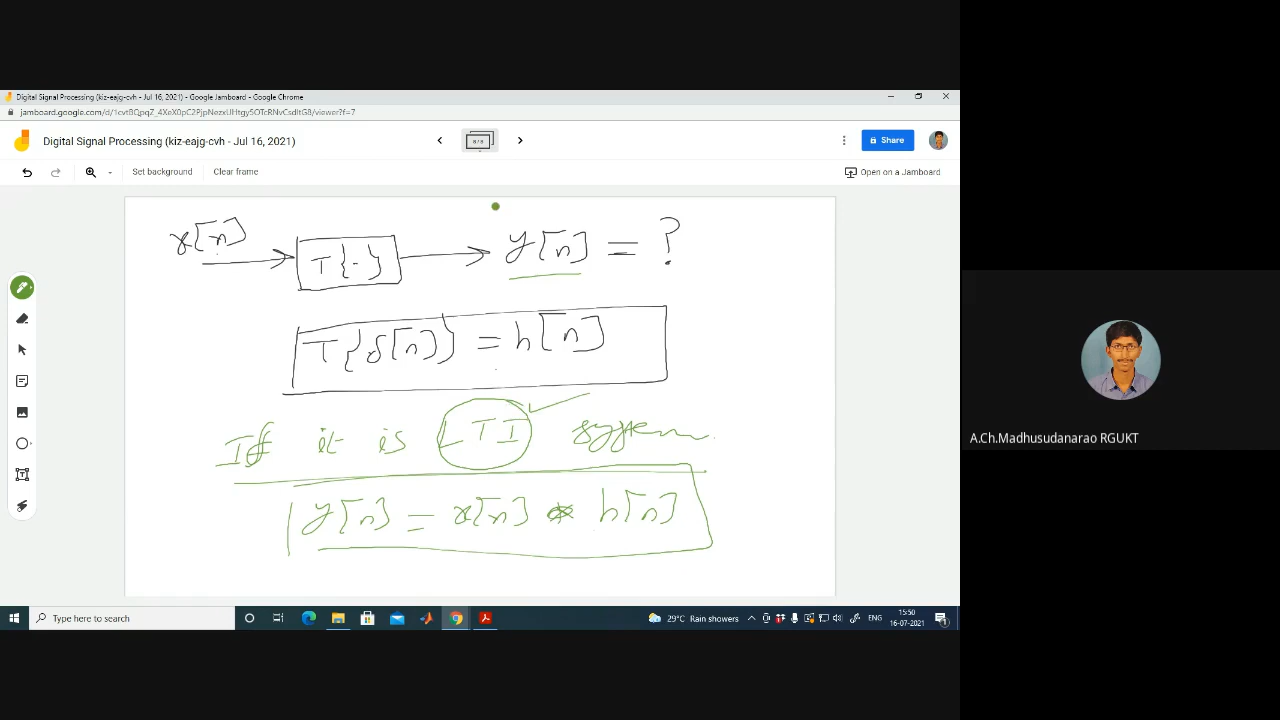 Digital Signal Processing (kiz-eajg-cvh - Jul 16, 2021) - Google Jamboard - Google Chrome
Digital Signal Processing (kiz-eajg-cvh - Jul 16, 2021)
8/8
Share
Set background
Clear frame
Open on a Jamboard
x[n]
T{·}
y[n] = ?
T{δ[n]} = h[n]
If it is LTI system.
y[n] = x[n] * h[n]
A.Ch.Madhusudanarao RGUKT
Type here to search
29°C Rain showers
ENG
15:50
16-07-2021